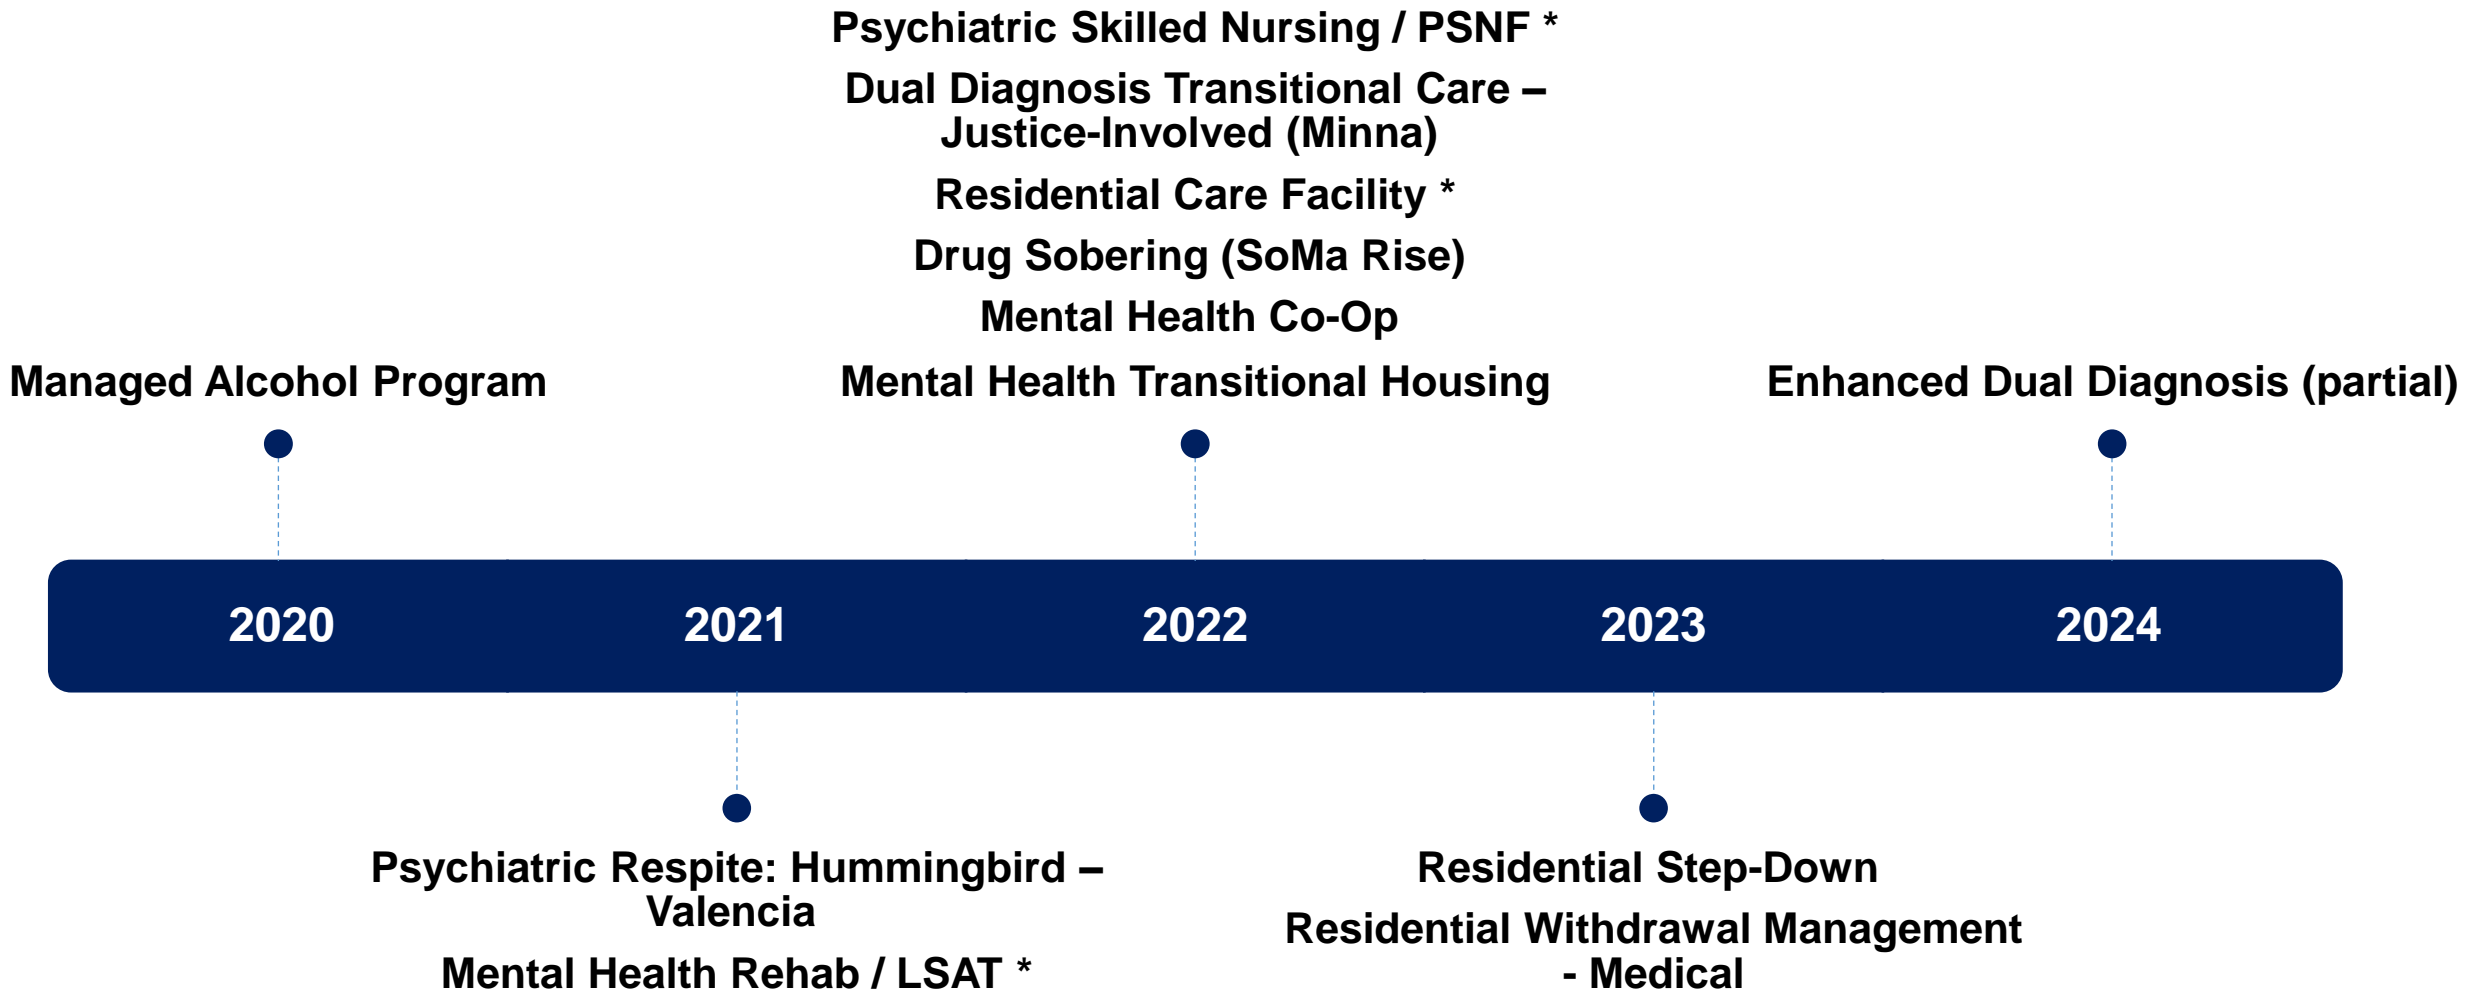 Psychiatric Skilled Nursing / PSNF *
Dual Diagnosis Transitional Care –
Justice-Involved (Minna)
Residential Care Facility *
Drug Sobering (SoMa Rise)
Mental Health Co-Op
Managed Alcohol Program
Mental Health Transitional Housing
Enhanced Dual Diagnosis (partial)
2020
2021
2022
2023
2024
Psychiatric Respite: Hummingbird –
Valencia
Mental Health Rehab / LSAT *
Residential Step-Down
Residential Withdrawal Management
- Medical